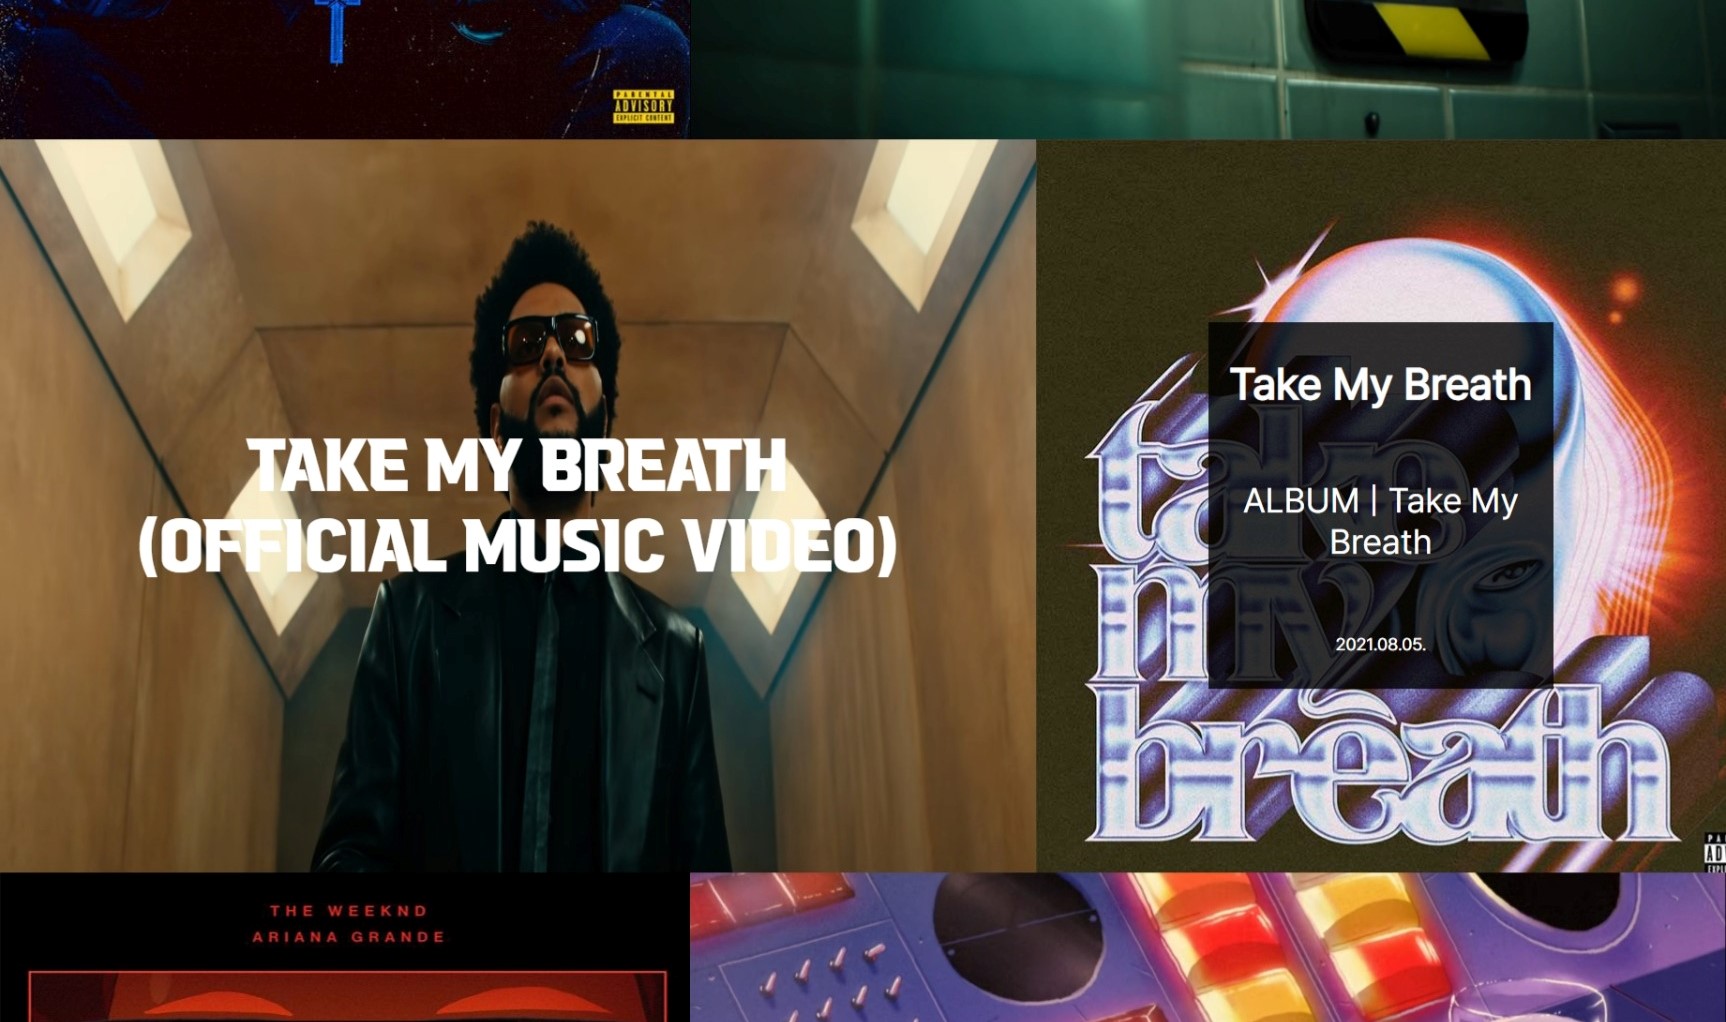 PARENTAL
ADVISORY
EXPLICIT CONTENT
TAKE MY BREATH
(OFFICIAL MUSIC VIDEO)
Take My Breath
ALBUM | Take My
Breath
2021.08.05.
take
my
breath
THE WEEKND
ARIANA GRANDE